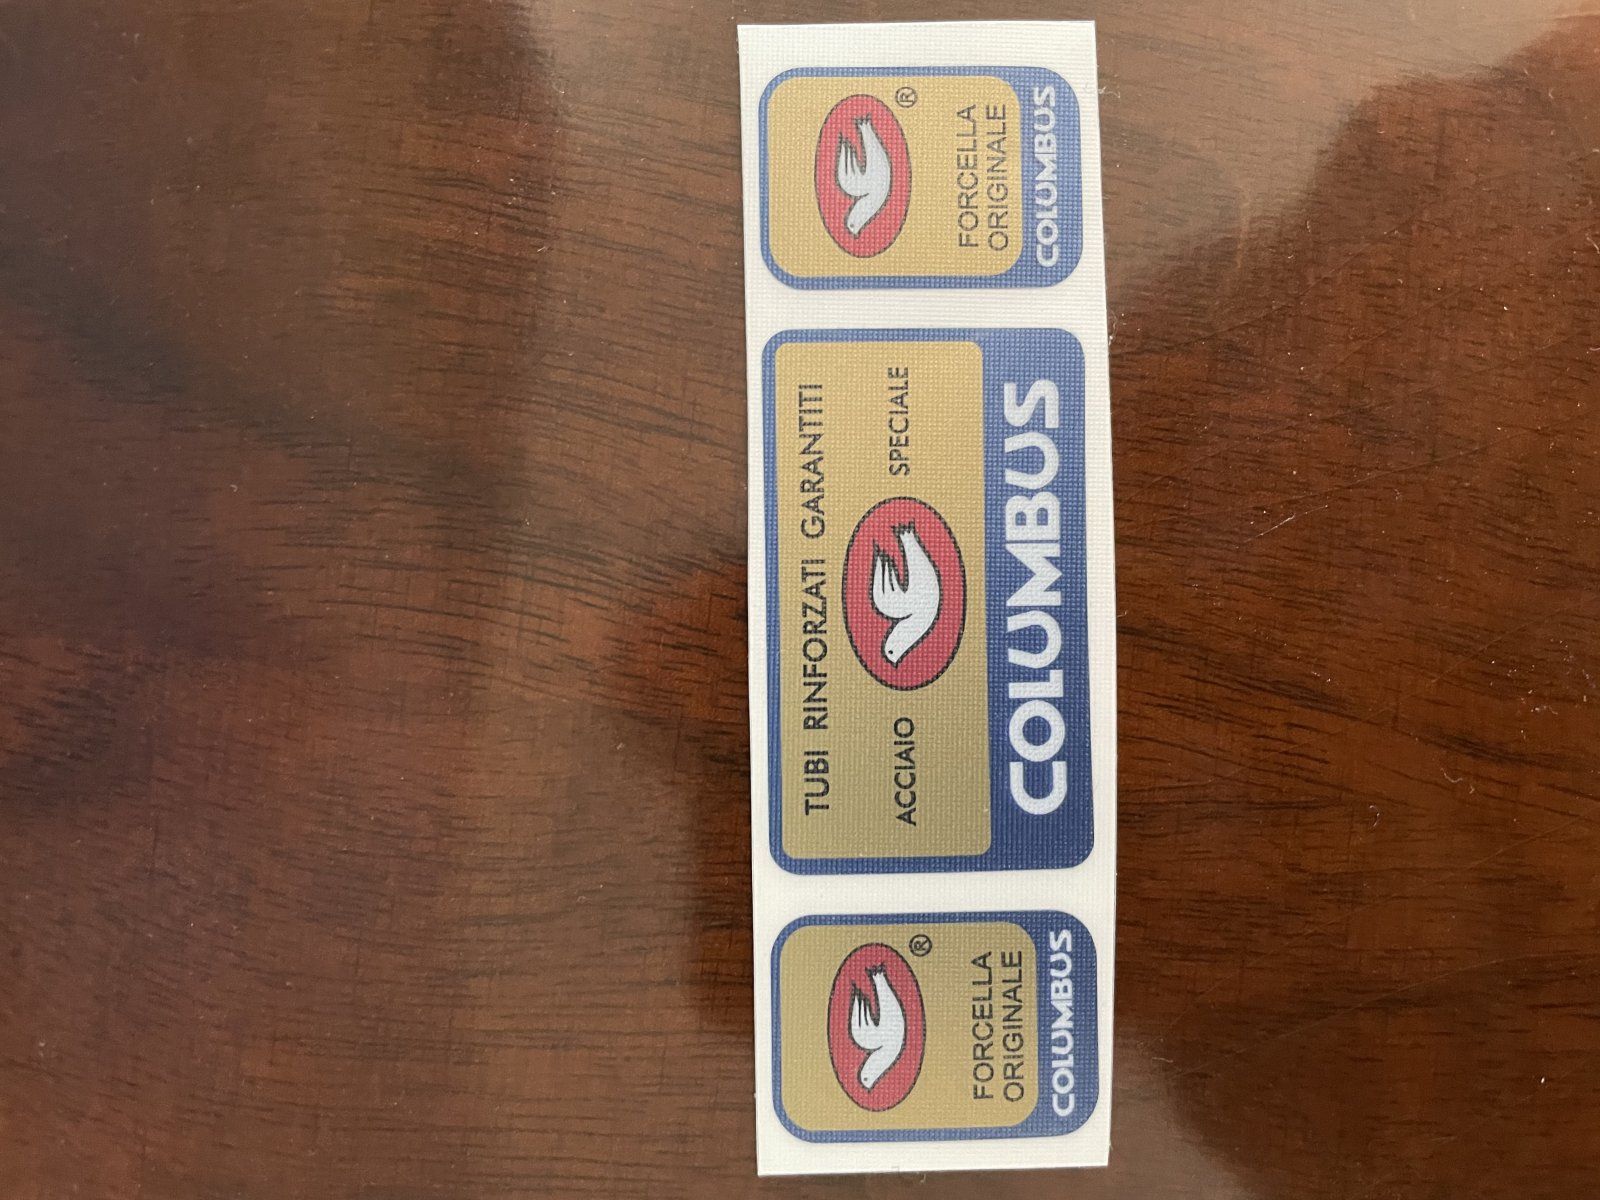 ®
FORCELLA
ORIGINALE
COLUMBUS
TUBI RINFORZATI GARANTITI
ACCIAIO SPECIALE
COLUMBUS
®
FORCELLA
ORIGINALE
COLUMBUS